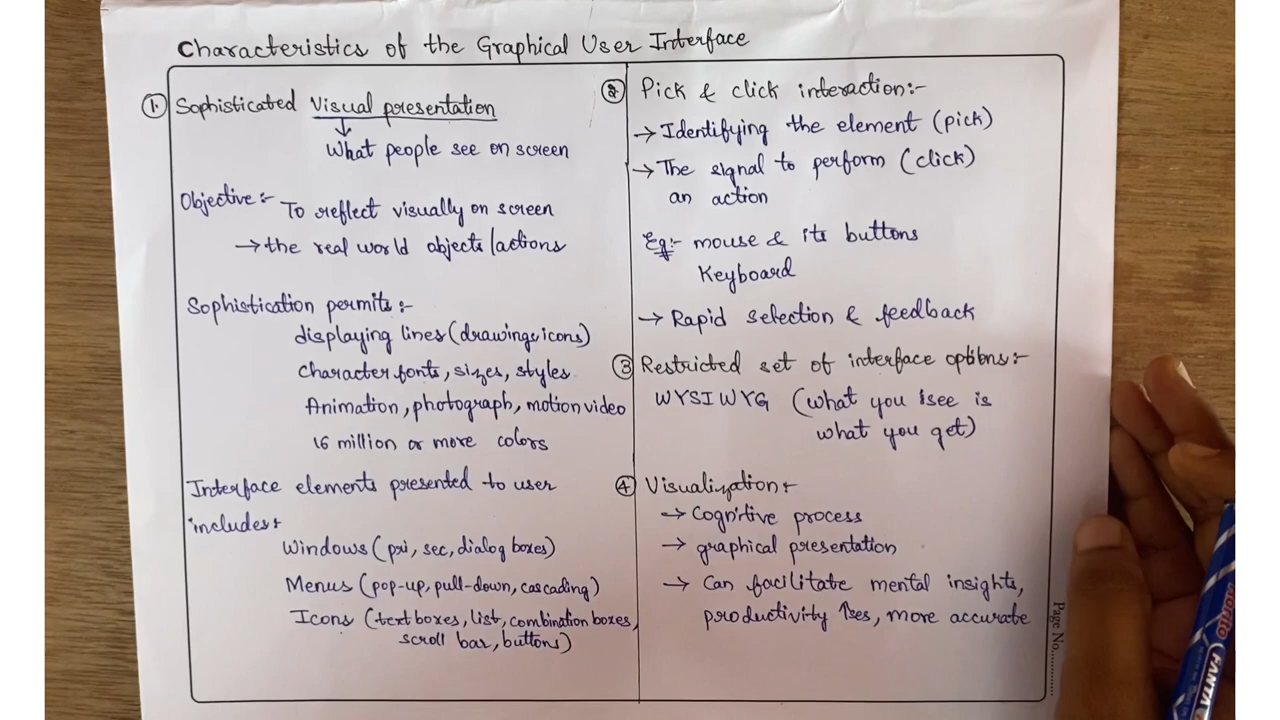 Characteristics of the Graphical User Interface
① Sophisticated Visual presentation
↓
What people see on screen
Objective :- To reflect visually on screen
→ the real world objects/actions
Sophistication permits :-
displaying lines (drawings, icons)
Character fonts, sizes, styles
Animation, photograph, motion video
16 million or more colors
Interface elements presented to user
includes :-
Windows (pri, sec, dialog boxes)
Menus (pop-up, pull-down, cascading)
Icons (text boxes, list, combination boxes,
scroll bar, buttons)
② Pick & click interaction :-
→ Identifying the element (pick)
→ The signal to perform (click)
an action
Eg :- mouse & its buttons
Keyboard
→ Rapid selection & feedback
③ Restricted set of interface options :-
WYSIWYG (what you see is
what you get)
④ Visualization :-
→ Cognitive process
→ graphical presentation
→ Can facilitate mental insights,
productivity ↑ses, more accurate
Page No.............
FANTA